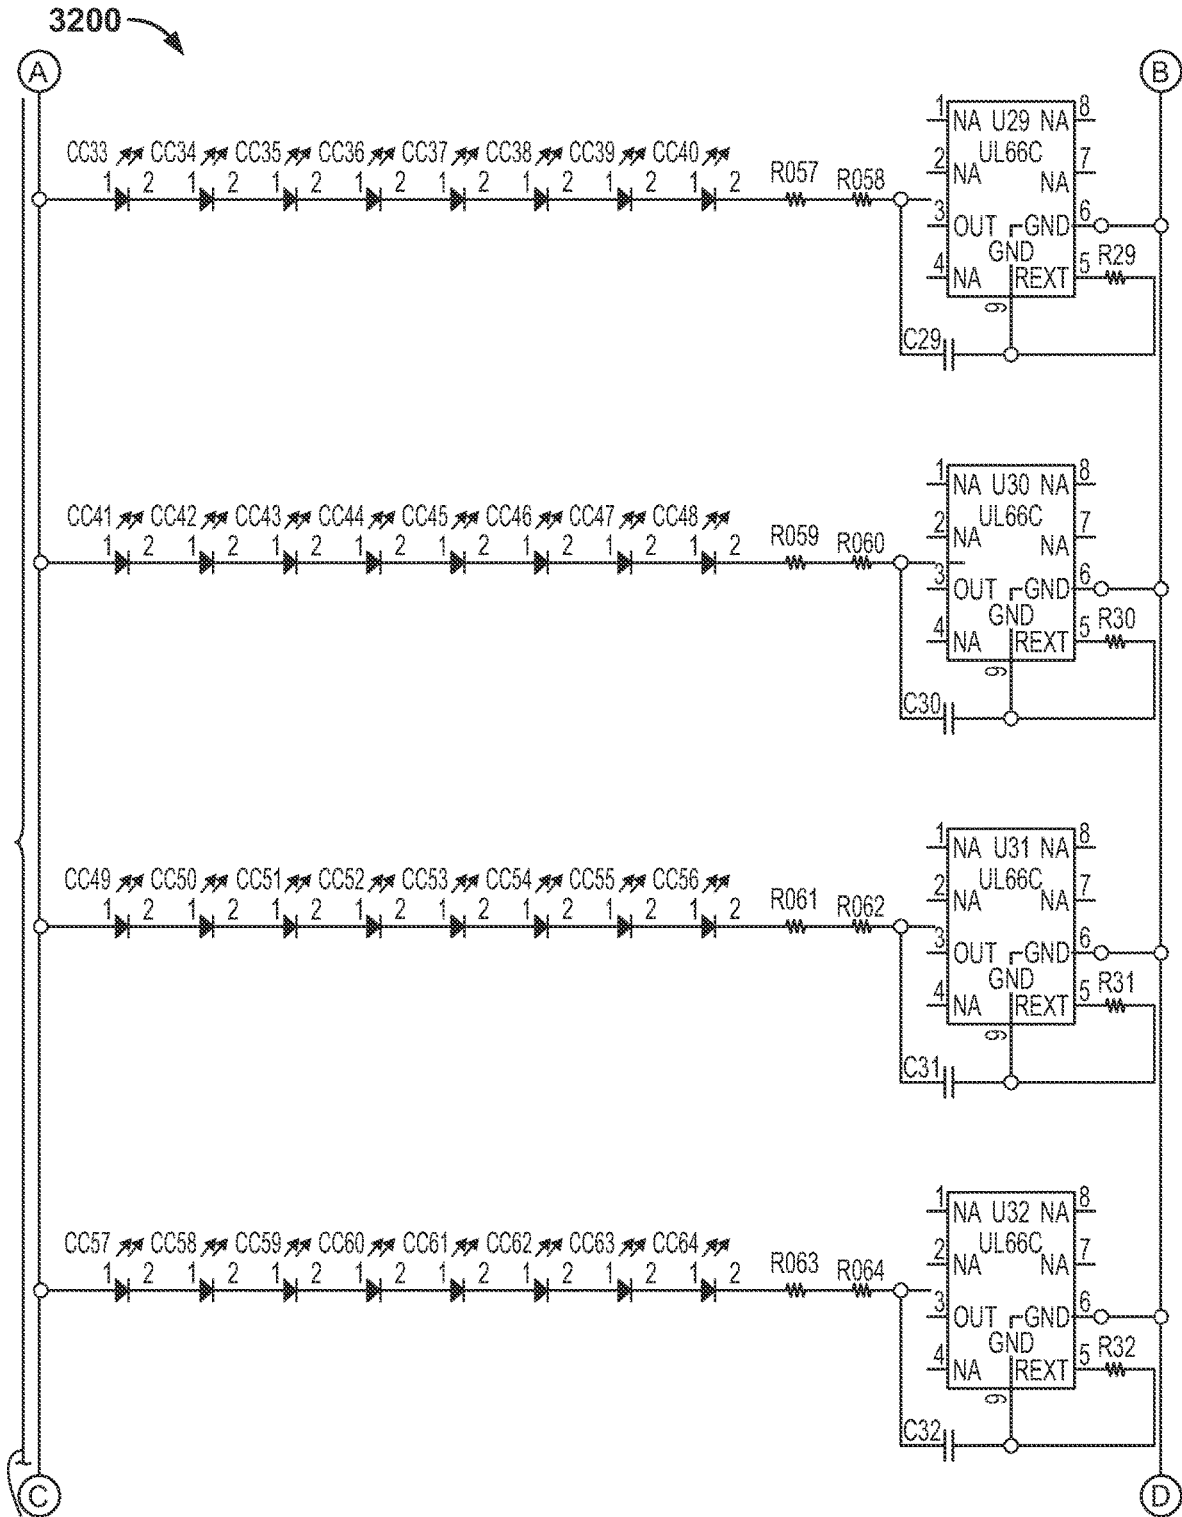 3200
A B
CC33 CC34 CC35 CC36 CC37 CC38 CC39 CC40 R057 R058
1 2 1 2 1 2 1 2 1 2 1 2 1 2 1 2
1 NA U29 NA 8
UL66C
2 NA NA 7
3 OUT GND 6
GND
4 NA REXT 5 R29
9
C29
CC41 CC42 CC43 CC44 CC45 CC46 CC47 CC48 R059 R060
1 2 1 2 1 2 1 2 1 2 1 2 1 2 1 2
1 NA U30 NA 8
UL66C
2 NA NA 7
3 OUT GND 6
GND
4 NA REXT 5 R30
9
C30
CC49 CC50 CC51 CC52 CC53 CC54 CC55 CC56 R061 R062
1 2 1 2 1 2 1 2 1 2 1 2 1 2 1 2
1 NA U31 NA 8
UL66C
2 NA NA 7
3 OUT GND 6
GND
4 NA REXT 5 R31
9
C31
CC57 CC58 CC59 CC60 CC61 CC62 CC63 CC64 R063 R064
1 2 1 2 1 2 1 2 1 2 1 2 1 2 1 2
1 NA U32 NA 8
UL66C
2 NA NA 7
3 OUT GND 6
GND
4 NA REXT 5 R32
9
C32
C D